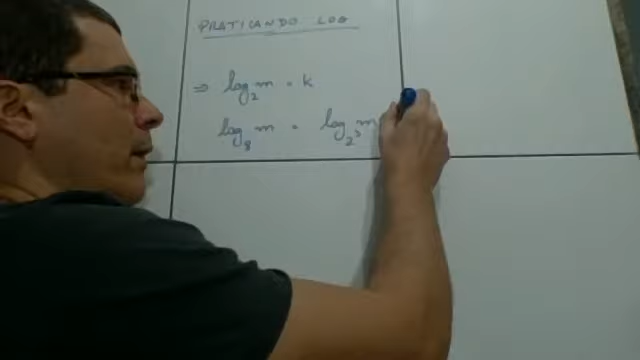 PRATICANDO LOG
⇒ log₂ m = k
log₈ m = log₂³ m